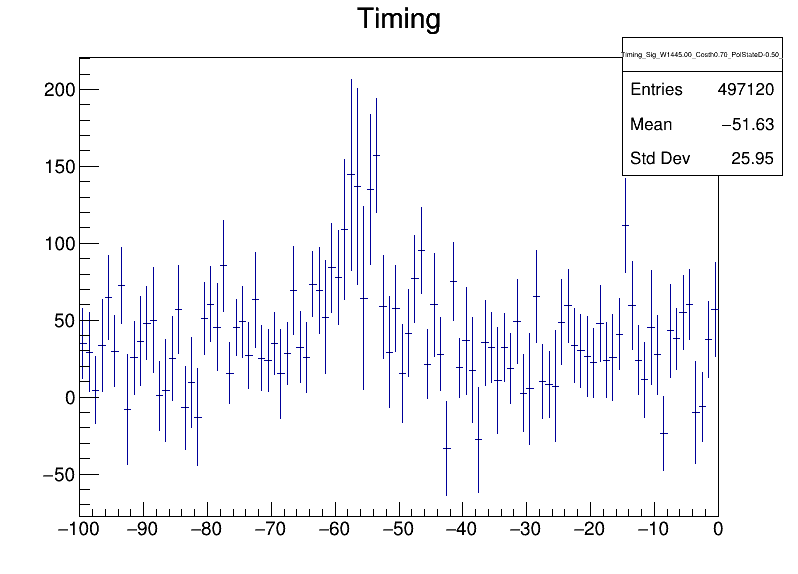 Timing
Timing_Sig_W1445.00_Costh0.70_PolStateD-0.50_
Entries 497120
Mean −51.63
Std Dev 25.95
200
150
100
50
0
−50
−100 −90 −80 −70 −60 −50 −40 −30 −20 −10 0